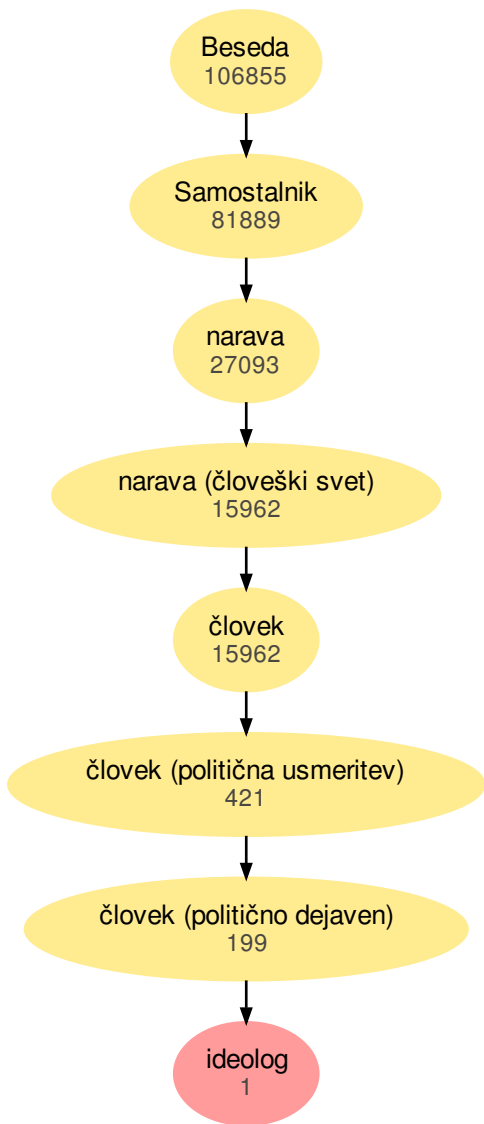 Beseda
106855
Samostalnik
81889
narava
27093
narava (človeški svet)
15962
človek
15962
človek (politična usmeritev)
421
človek (politično dejaven)
199
ideolog
1